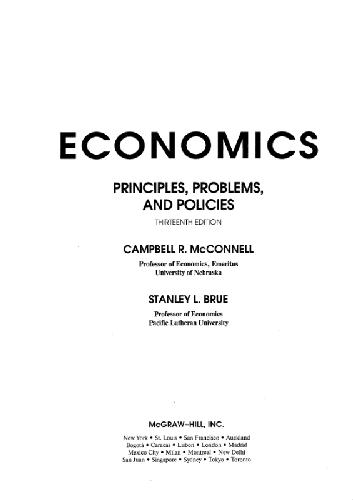 ECONOMICS
PRINCIPLES, PROBLEMS,
AND POLICIES
THIRTEENTH EDITION
CAMPBELL R. McCONNELL
Professor of Economics, Emeritus
University of Nebraska
STANLEY L. BRUE
Professor of Economics
Pacific Lutheran University
McGRAW-HILL, INC.
New York • St. Louis • San Francisco • Auckland
Bogotá • Caracas • Lisbon • London • Madrid
Mexico City • Milan • Montreal • New Delhi
San Juan • Singapore • Sydney • Tokyo • Toronto